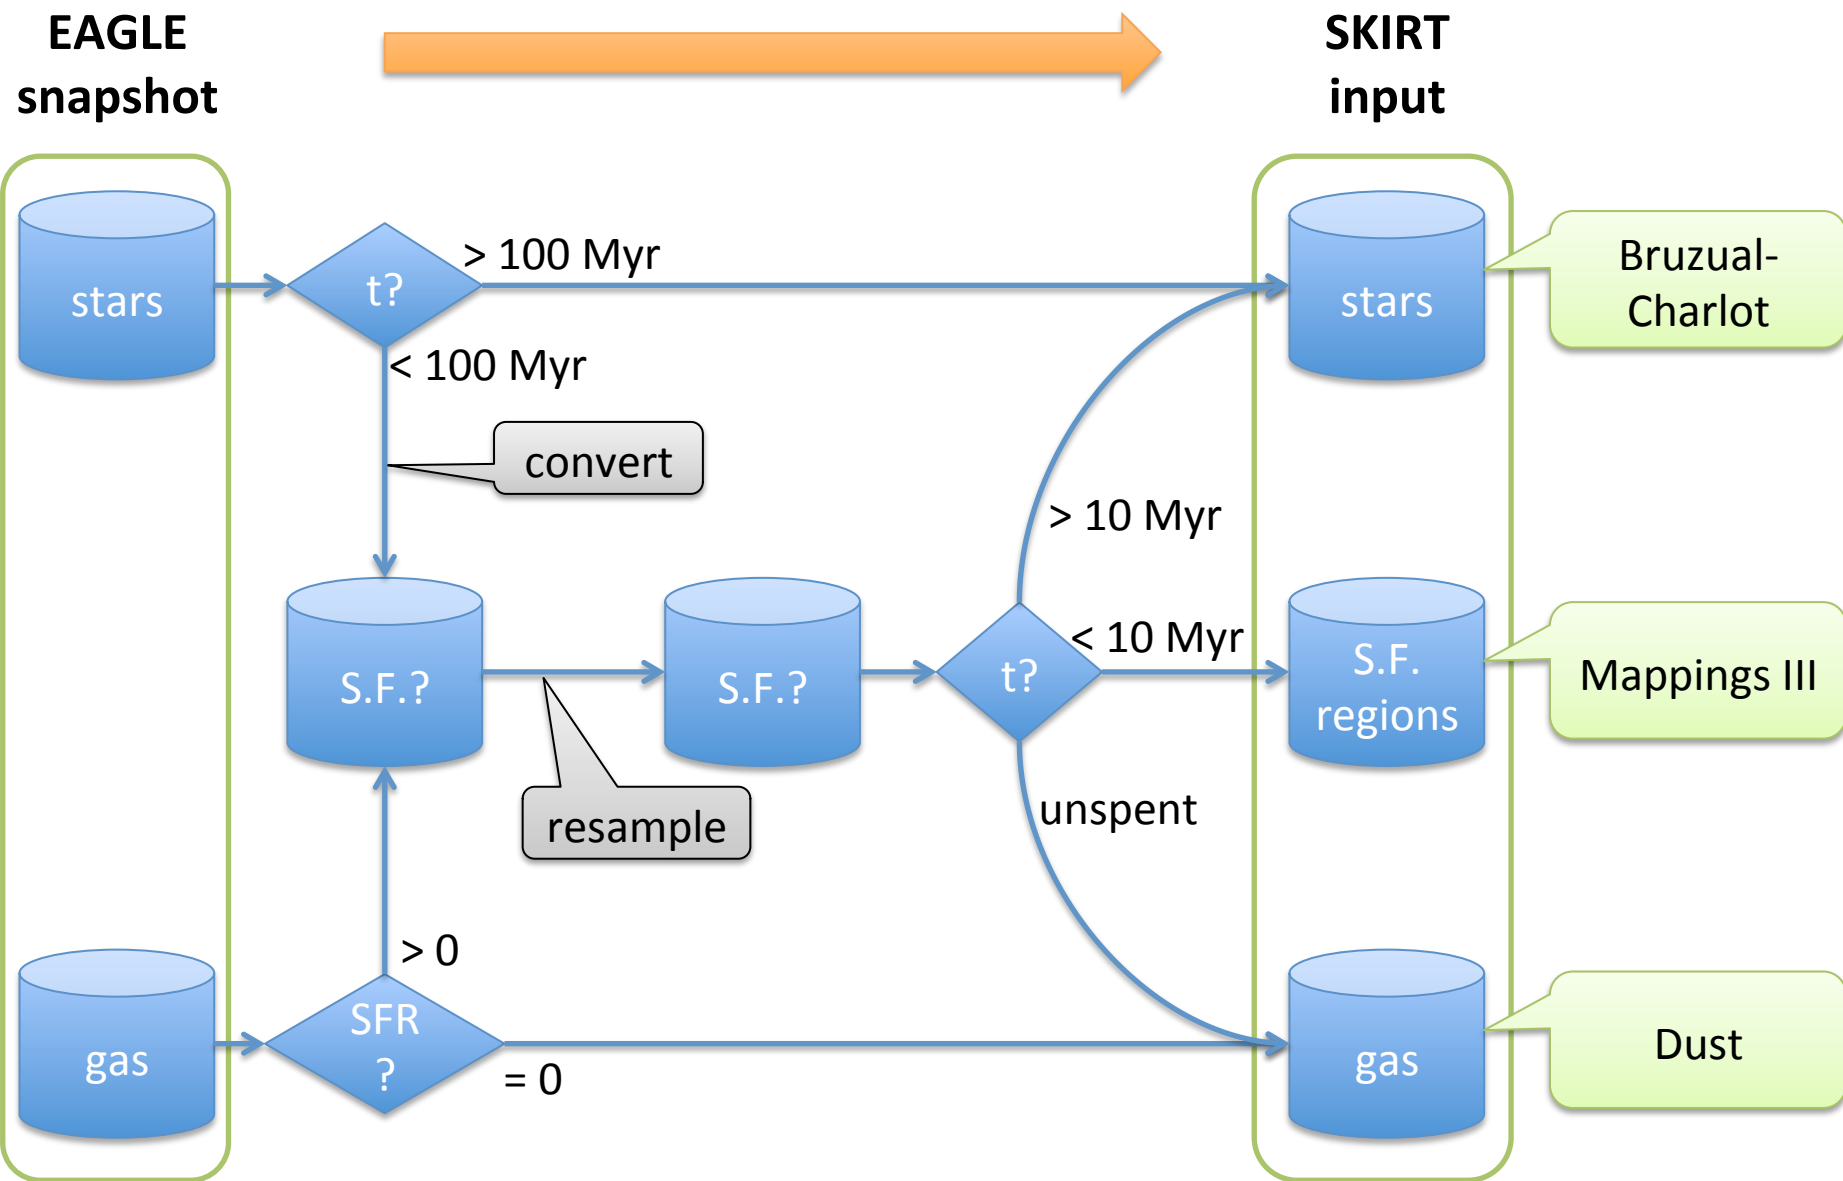 EAGLE
snapshot
SKIRT
input
stars
t?
> 100 Myr
stars
Bruzual-
Charlot
< 100 Myr
convert
> 10 Myr
S.F.?
S.F.?
t?
< 10 Myr
S.F.
regions
Mappings III
resample
unspent
> 0
gas
SFR
?
= 0
gas
Dust